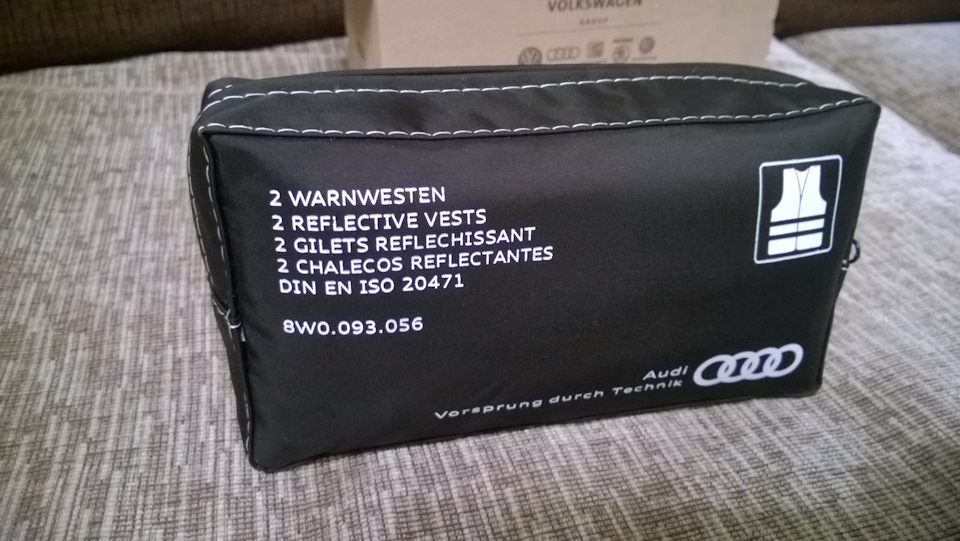 VOLKSWAGEN
GROUP
2 WARNWESTEN
2 REFLECTIVE VESTS
2 GILETS REFLECHISSANT
2 CHALECOS REFLECTANTES
DIN EN ISO 20471
8W0.093.056
Audi
Vorsprung durch Technik